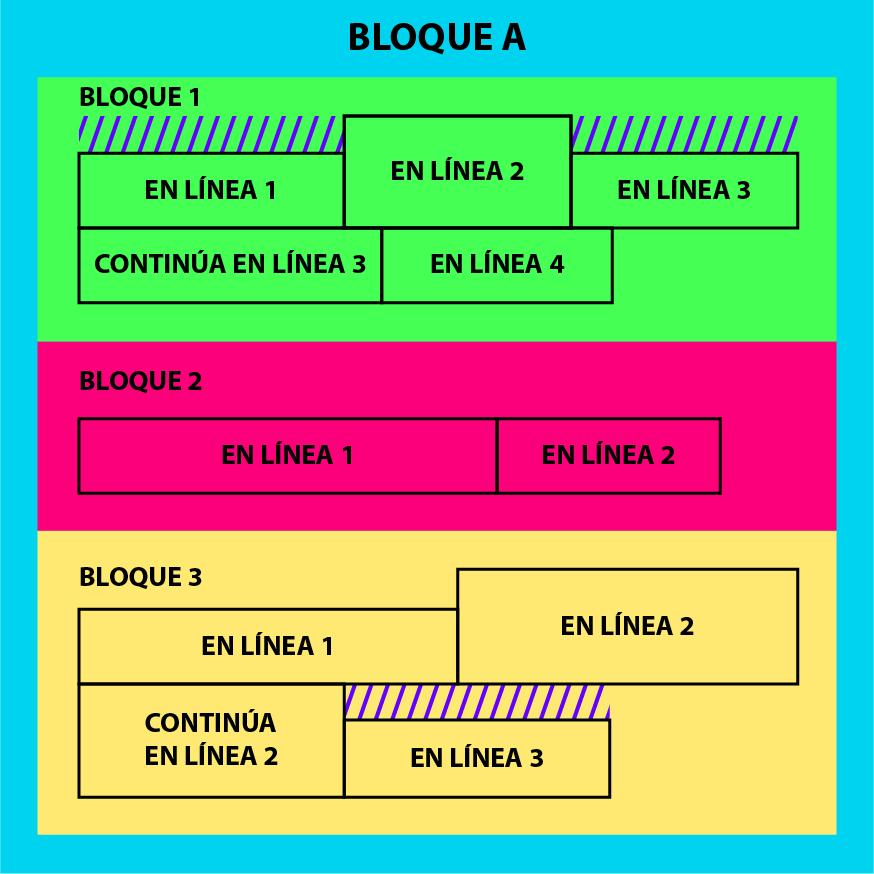 BLOQUE A
BLOQUE 1
EN LÍNEA 1
EN LÍNEA 2
EN LÍNEA 3
CONTINÚA EN LÍNEA 3
EN LÍNEA 4
BLOQUE 2
EN LÍNEA 1
EN LÍNEA 2
BLOQUE 3
EN LÍNEA 1
EN LÍNEA 2
CONTINÚA
EN LÍNEA 2
EN LÍNEA 3